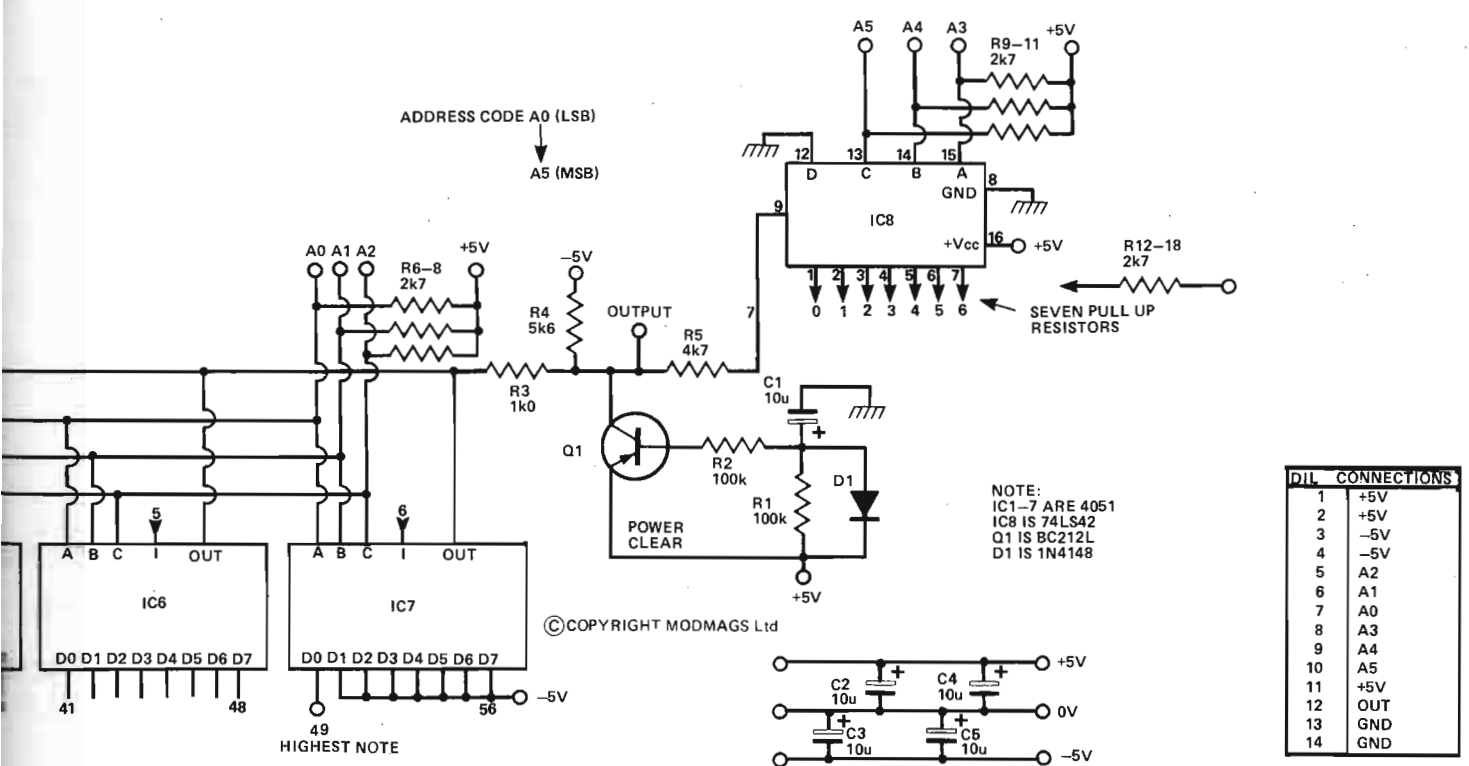 A5 A4 A3 +5V
R9–11
2k7
ADDRESS CODE A0 (LSB)
A5 (MSB)
12 13 14 15
D C B A
GND 8
9
IC8
+Vcc 16 +5V
1 2 3 4 5 6 7
0 1 2 3 4 5 6
R12–18
2k7
SEVEN PULL UP
RESISTORS
A0 A1 A2 +5V
R6–8
2k7
–5V
R4
5k6
OUTPUT
7
R5
4k7
R3
1k0
C1
10u
+
Q1
R2
100k
R1
100k
D1
POWER
CLEAR
+5V
NOTE:
IC1–7 ARE 4051
IC8 IS 74LS42
Q1 IS BC212L
D1 IS 1N4148
5
A B C I OUT
IC6
D0 D1 D2 D3 D4 D5 D6 D7
41 48
6
A B C I OUT
IC7
D0 D1 D2 D3 D4 D5 D6 D7
56 –5V
49
HIGHEST NOTE
© COPYRIGHT MODMAGS Ltd
+5V
C2
10u
+
C4
10u
+
0V
C3
10u
+
C5
10u
+
–5V
DIL CONNECTIONS
1 +5V
2 +5V
3 –5V
4 –5V
5 A2
6 A1
7 A0
8 A3
9 A4
10 A5
11 +5V
12 OUT
13 GND
14 GND